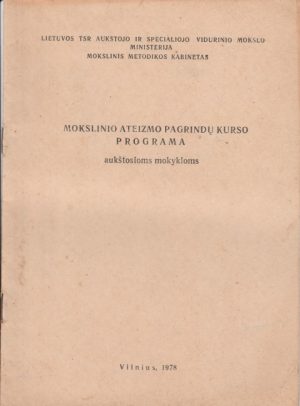 LIETUVOS TSR AUKŠTOJO IR SPECIALIOJO VIDURINIO MOKSLO
MINISTERIJA
MOKSLINIS METODIKOS KABINETAS
MOKSLINIO ATEIZMO PAGRINDŲ KURSO
PROGRAMA
aukštosioms mokykloms
Vilnius, 1978